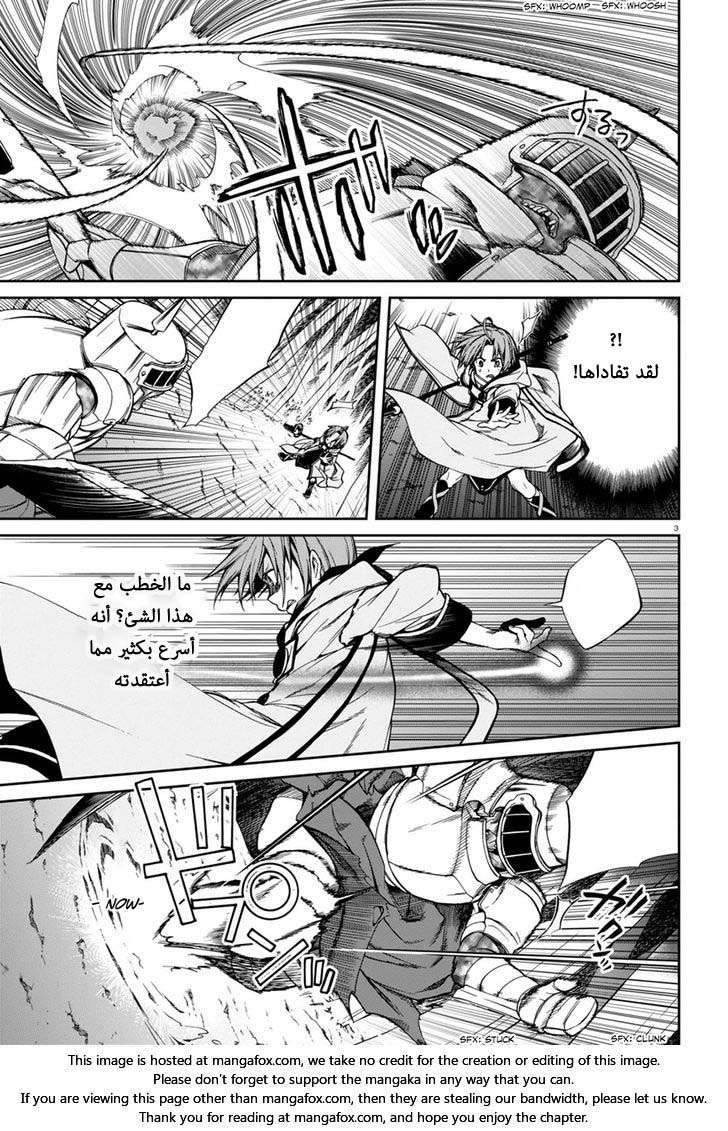 SFX: WHOOMP SFX: WHOOSH
ずるっ
!?
لقد تفاداها!
3
ما الخطب مع
هذا الشئ؟ أنه
أسرع بكثير مما
أعتقدته
- NOW-
SFX: STUCK
SFX: CLUNK
This image is hosted at mangafox.com, we take no credit for the creation or editing of this image.
Please don't forget to support the mangaka in any way that you can.
If you are viewing this page other than mangafox.com, then they are stealing our bandwidth, please let us know.
Thank you for reading at mangafox.com, and hope you enjoy the chapter.